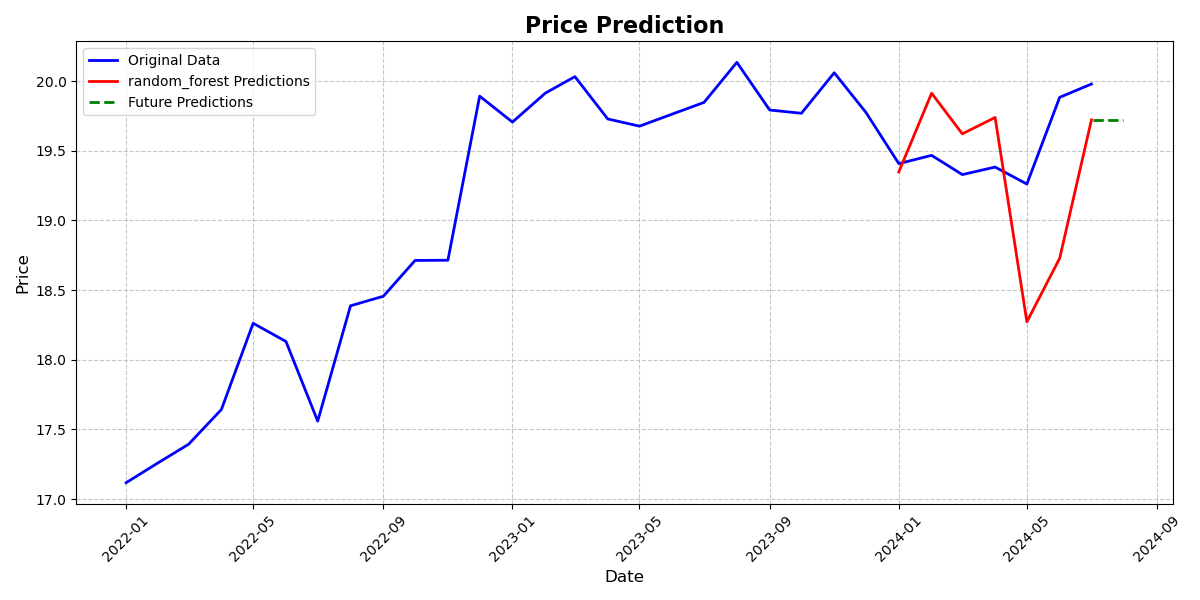 Price Prediction
Original Data
random_forest Predictions
Future Predictions
Price
20.0
19.5
19.0
18.5
18.0
17.5
17.0
2022-01
2022-05
2022-09
2023-01
2023-05
2023-09
2024-01
2024-05
2024-09
Date